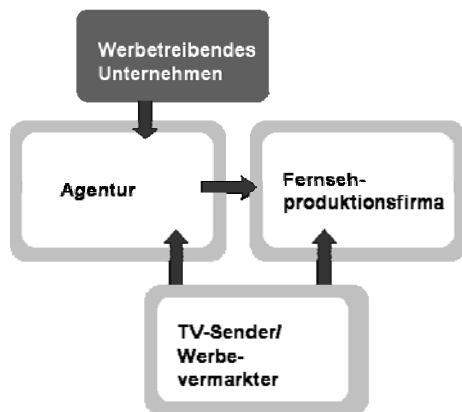 Werbetreibendes
Unternehmen
Agentur
Fernseh-
produktionsfirma
TV-Sender/
Werbe-
vermarkter